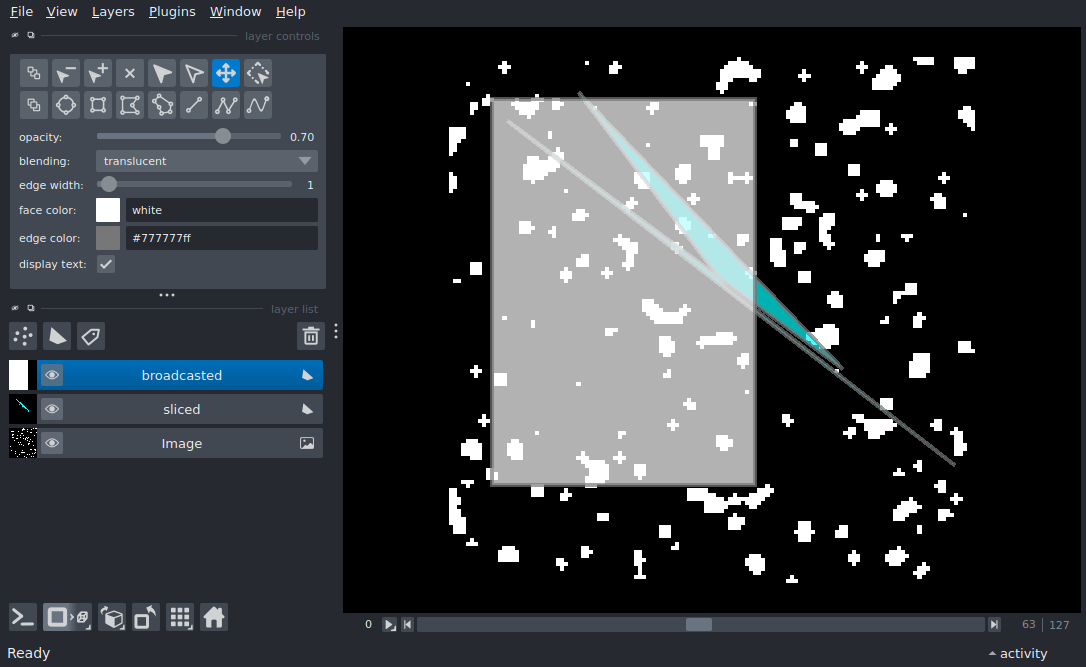 File View Layers Plugins Window Help
layer controls
opacity: 0.70
blending: translucent
edge width: 1
face color: white
edge color: #777777ff
display text:
layer list
broadcasted
sliced
Image
0 63 127
Ready activity